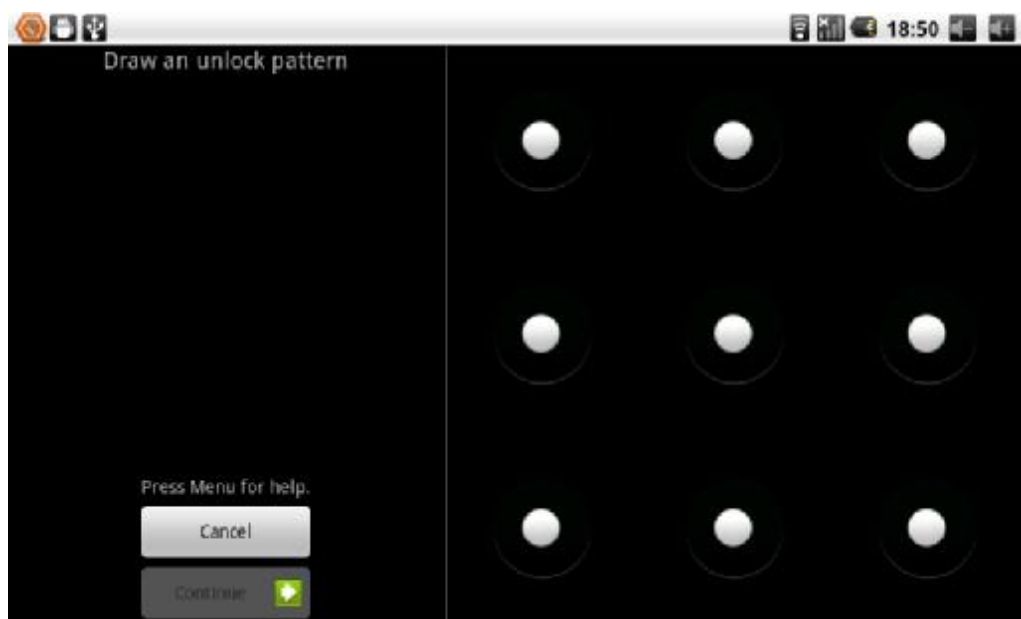 18:50
Draw an unlock pattern
Press Menu for help.
Cancel
Continue